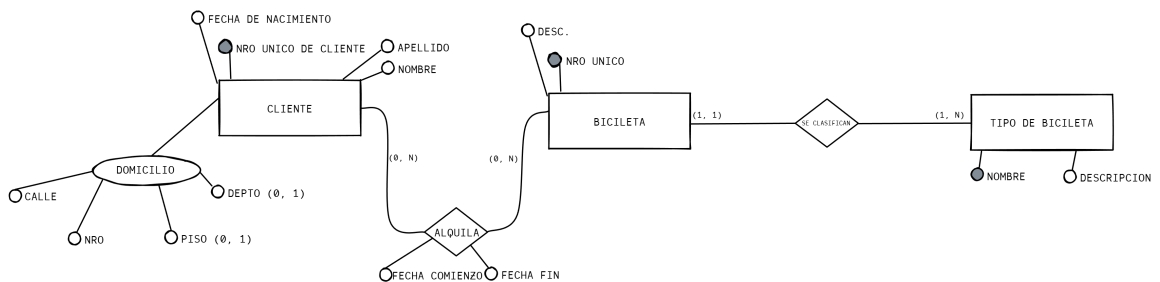 FECHA DE NACIMIENTO
NRO UNICO DE CLIENTE
APELLIDO
NOMBRE
CLIENTE
DOMICILIO
CALLE
NRO
PISO (0, 1)
DEPTO (0, 1)
(0, N)
(0, N)
ALQUILA
FECHA COMIENZO
FECHA FIN
DESC.
NRO UNICO
BICILETA
(1, 1)
SE CLASIFICAN
(1, N)
TIPO DE BICILETA
NOMBRE
DESCRIPCION